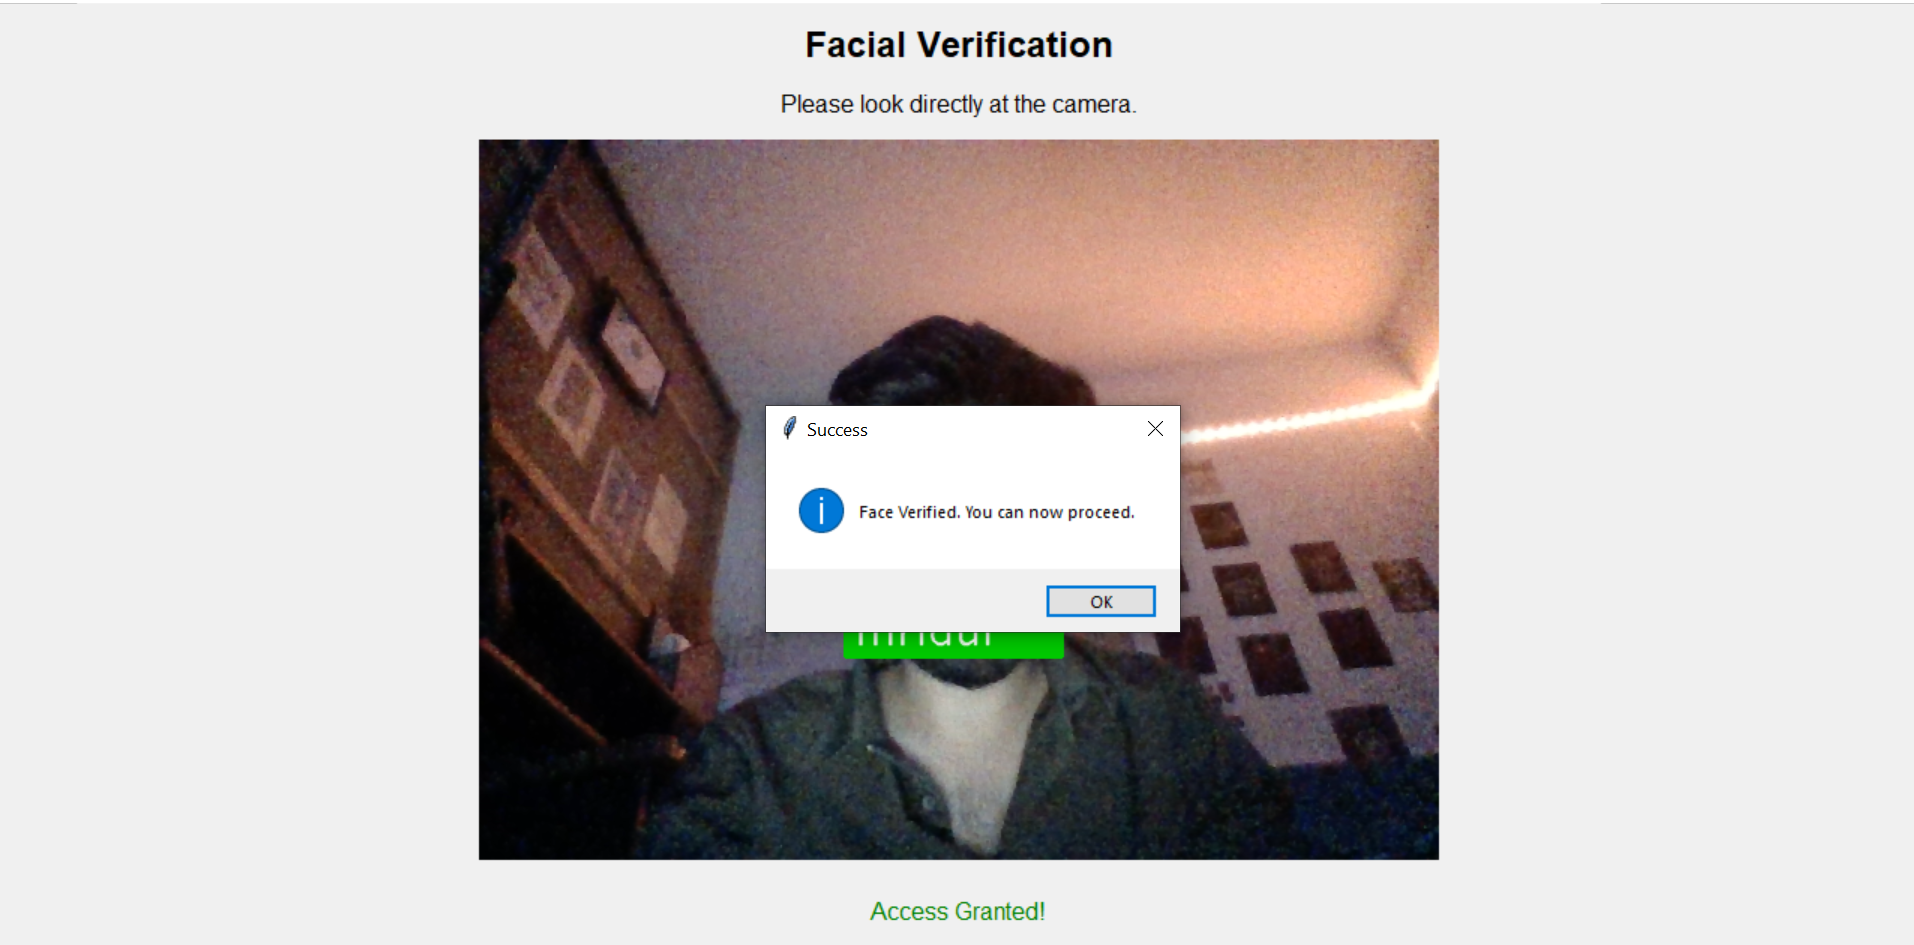 Facial Verification
Please look directly at the camera.
Success
Face Verified. You can now proceed.
OK
Access Granted!